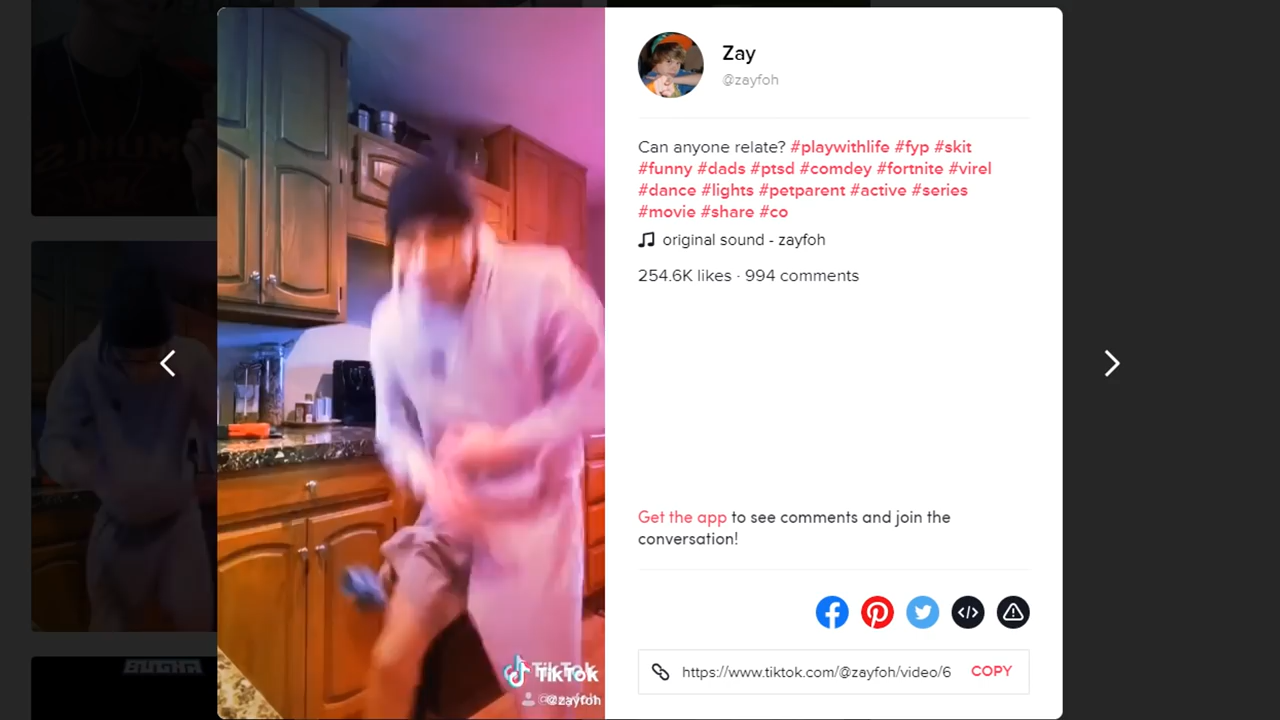 Zay
@zayfoh
Can anyone relate? #playwithlife #fyp #skit
#funny #dads #ptsd #comdey #fortnite #virel
#dance #lights #petparent #active #series
#movie #share #co
original sound - zayfoh
254.6K likes · 994 comments
Get the app to see comments and join the
conversation!
https://www.tiktok.com/@zayfoh/video/6 COPY
TikTok
@zayfoh
BUGHA